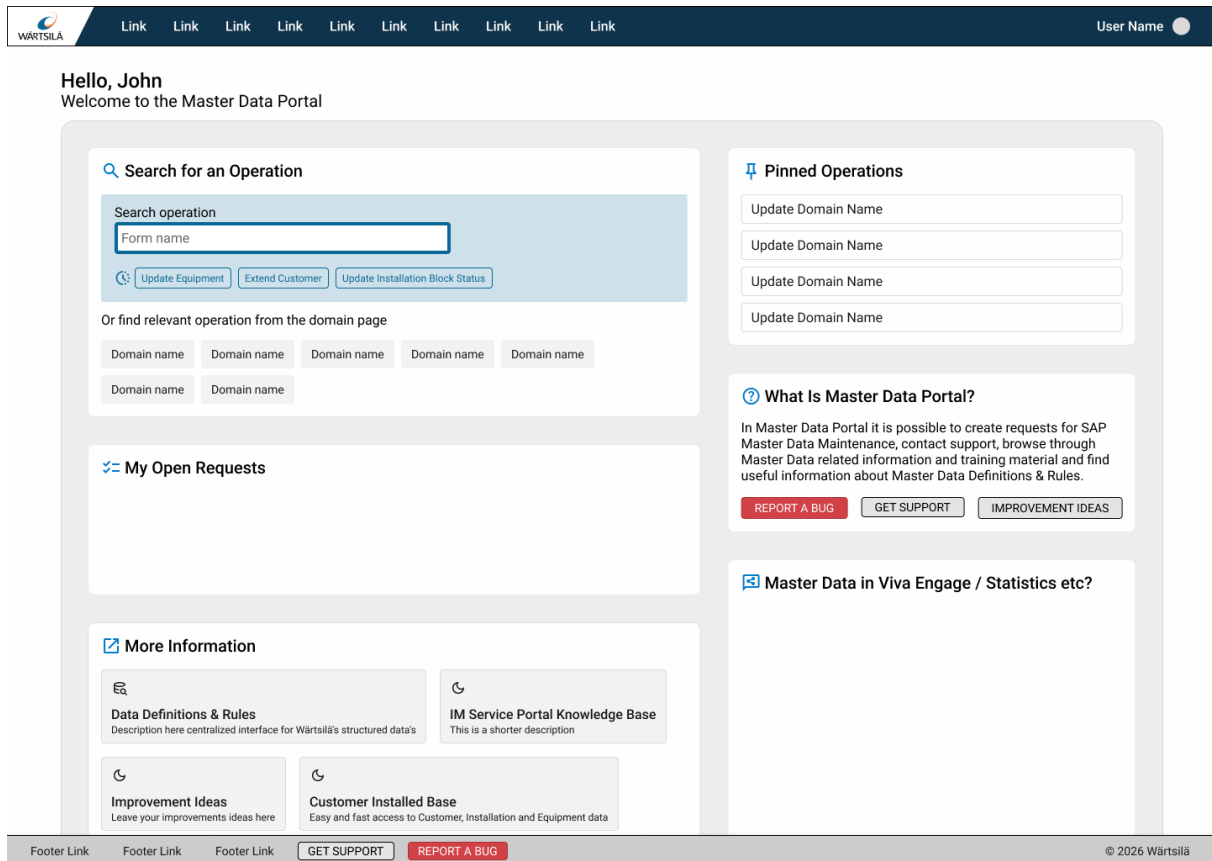 WÄRTSILÄ
Link Link Link Link Link Link Link Link Link Link
User Name
Hello, John
Welcome to the Master Data Portal
Search for an Operation
Search operation
Form name
Update Equipment
Extend Customer
Update Installation Block Status
Or find relevant operation from the domain page
Domain name Domain name Domain name Domain name Domain name
Domain name Domain name
My Open Requests
More Information
Data Definitions & Rules
Description here centralized interface for Wärtsilä's structured data's
IM Service Portal Knowledge Base
This is a shorter description
Improvement Ideas
Leave your improvements ideas here
Customer Installed Base
Easy and fast access to Customer, Installation and Equipment data
Pinned Operations
Update Domain Name
Update Domain Name
Update Domain Name
Update Domain Name
What Is Master Data Portal?
In Master Data Portal it is possible to create requests for SAP
Master Data Maintenance, contact support, browse through
Master Data related information and training material and find
useful information about Master Data Definitions & Rules.
REPORT A BUG
GET SUPPORT
IMPROVEMENT IDEAS
Master Data in Viva Engage / Statistics etc?
Footer Link Footer Link Footer Link GET SUPPORT REPORT A BUG
© 2026 Wärtsilä